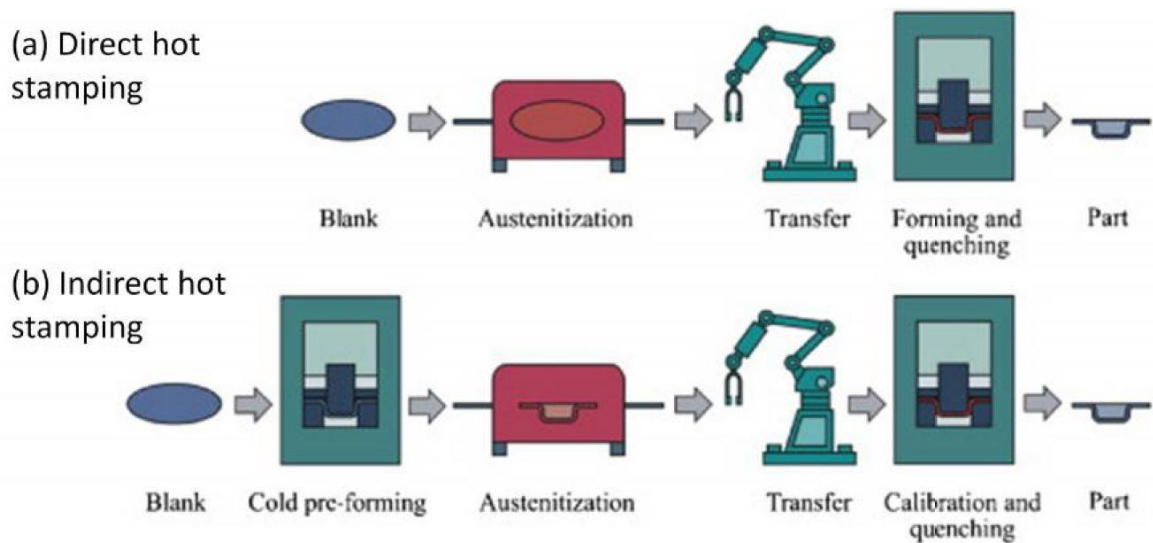 (a) Direct hot
stamping
Blank
Austenitization
Transfer
Forming and
quenching
Part
(b) Indirect hot
stamping
Blank
Cold pre-forming
Austenitization
Transfer
Calibration and
quenching
Part